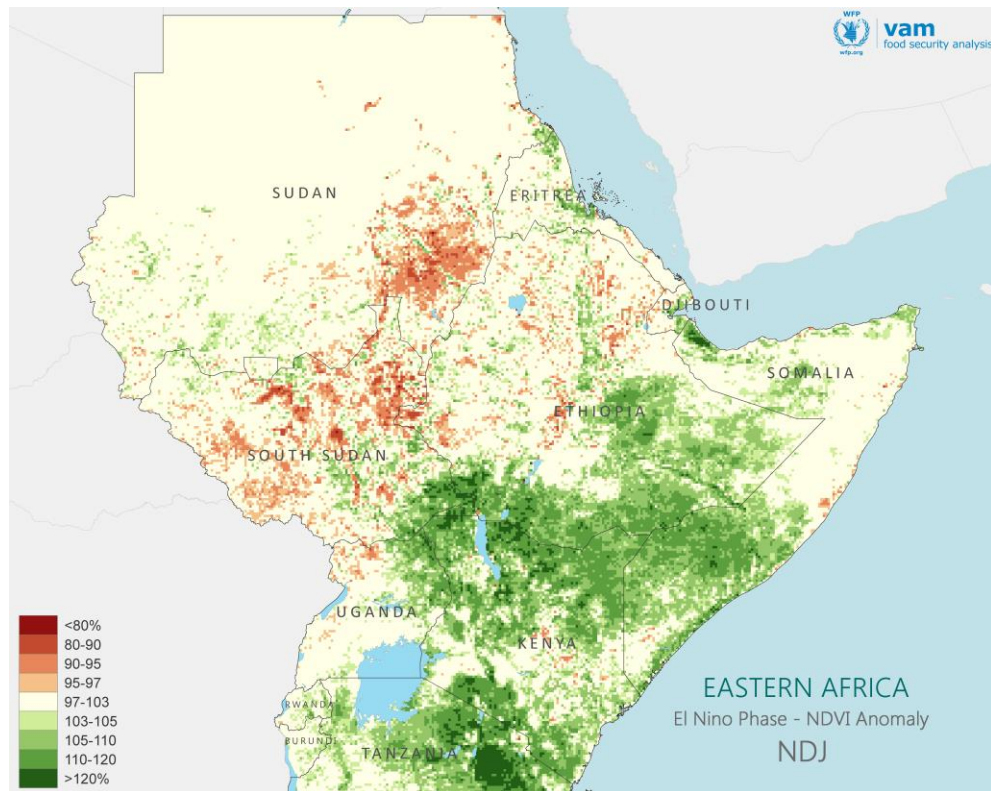 WFP
wfp.org
vam
food security analysis
SUDAN
ERITREA
DJIBOUTI
SOMALIA
ETHIOPIA
SOUTH SUDAN
UGANDA
KENYA
RWANDA
BURUNDI
TANZANIA
<80%
80-90
90-95
95-97
97-103
103-105
105-110
110-120
>120%
EASTERN AFRICA
El Nino Phase - NDVI Anomaly
NDJ